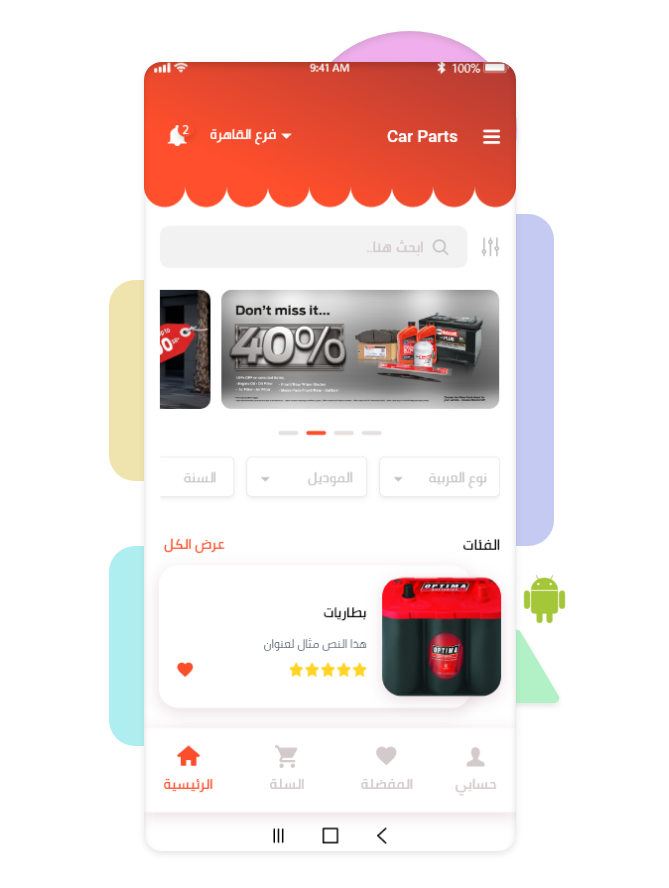 9:41 AM
100%
Car Parts
فرع القاهرة
2
ابحث هنا..
Don't miss it...
40%
نوع العربية
الموديل
السنة
الفئات
عرض الكل
OPTIMA
OPTIMA
بطاريات
هذا النص مثال لعنوان
حسابي
المفضلة
السلة
الرئيسية